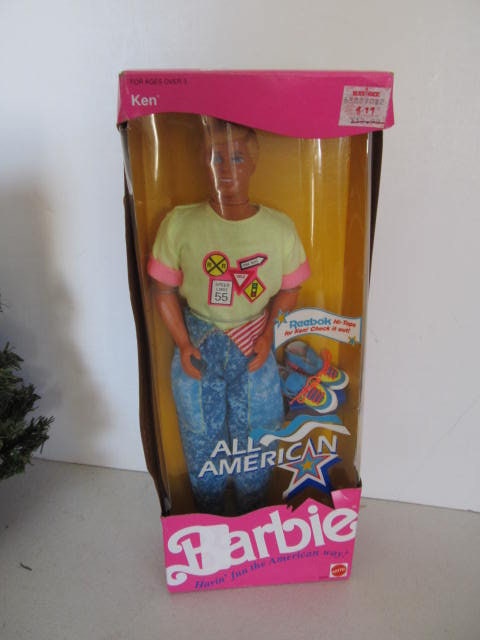 FOR AGES OVER 3
Ken
SPEED
LIMIT
55
Reebok Hi-Tops
for Ken! Check it out!
ALL
AMERICAN
Barbie
Havin' fun the American way!